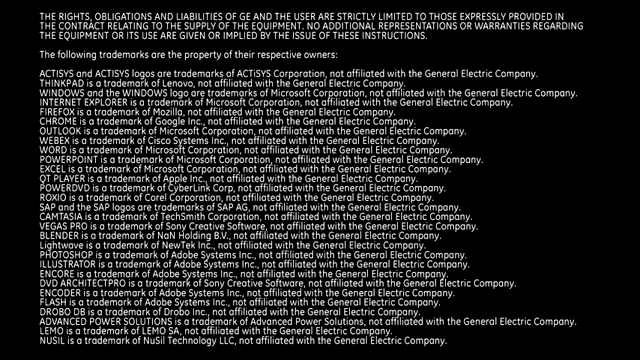 THE RIGHTS, OBLIGATIONS AND LIABILITIES OF GE AND THE USER ARE STRICTLY LIMITED TO THOSE EXPRESSLY PROVIDED IN
THE CONTRACT RELATING TO THE SUPPLY OF THE EQUIPMENT. NO ADDITIONAL REPRESENTATIONS OR WARRANTIES REGARDING
THE EQUIPMENT OR ITS USE ARE GIVEN OR IMPLIED BY THE ISSUE OF THESE INSTRUCTIONS.
The following trademarks are the property of their respective owners:
ACTISYS and ACTISYS logos are trademarks of ACTiSYS Corporation, not affiliated with the General Electric Company.
THINKPAD is a trademark of Lenovo, not affiliated with the General Electric Company.
WINDOWS and the WINDOWS logo are trademarks of Microsoft Corporation, not affiliated with the General Electric Company.
INTERNET EXPLORER is a trademark of Microsoft Corporation, not affiliated with the General Electric Company.
FIREFOX is a trademark of Mozilla, not affiliated with the General Electric Company.
CHROME is a trademark of Google Inc., not affiliated with the General Electric Company.
OUTLOOK is a trademark of Microsoft Corporation, not affiliated with the General Electric Company.
WEBEX is a trademark of Cisco Systems Inc., not affiliated with the General Electric Company.
WORD is a trademark of Microsoft Corporation, not affiliated with the General Electric Company.
POWERPOINT is a trademark of Microsoft Corporation, not affiliated with the General Electric Company.
EXCEL is a trademark of Microsoft Corporation, not affiliated with the General Electric Company.
QT PLAYER is a trademark of Apple Inc., not affiliated with the General Electric Company.
POWERDVD is a trademark of CyberLink Corp, not affiliated with the General Electric Company.
ROXIO is a trademark of Corel Corporation, not affiliated with the General Electric Company.
SAP and the SAP logos are trademarks of SAP AG, not affiliated with the General Electric Company.
CAMTASIA is a trademark of TechSmith Corporation, not affiliated with the General Electric Company.
VEGAS PRO is a trademark of Sony Creative Software, not affiliated with the General Electric Company.
BLENDER is a trademark of NaN Holding B.V., not affiliated with the General Electric Company.
Lightwave is a trademark of NewTek Inc., not affiliated with the General Electric Company.
PHOTOSHOP is a trademark of Adobe Systems Inc., not affiliated with the General Electric Company.
ILLUSTRATOR is a trademark of Adobe Systems Inc., not affiliated with the General Electric Company.
ENCORE is a trademark of Adobe Systems Inc., not affiliated with the General Electric Company.
DVD ARCHITECTPRO is a trademark of Sony Creative Software, not affiliated with the General Electric Company.
ENCODER is a trademark of Adobe Systems Inc., not affiliated with the General Electric Company.
FLASH is a trademark of Adobe Systems Inc., not affiliated with the General Electric Company.
DROBO DB is a trademark of Drobo Inc., not affiliated with the General Electric Company.
ADVANCED POWER SOLUTIONS is a trademark of Advanced Power Solutions, not affiliated with the General Electric Company.
LEMO is a trademark of LEMO SA, not affiliated with the General Electric Company.
NUSIL is a trademark of NuSil Technology LLC, not affiliated with the General Electric Company.